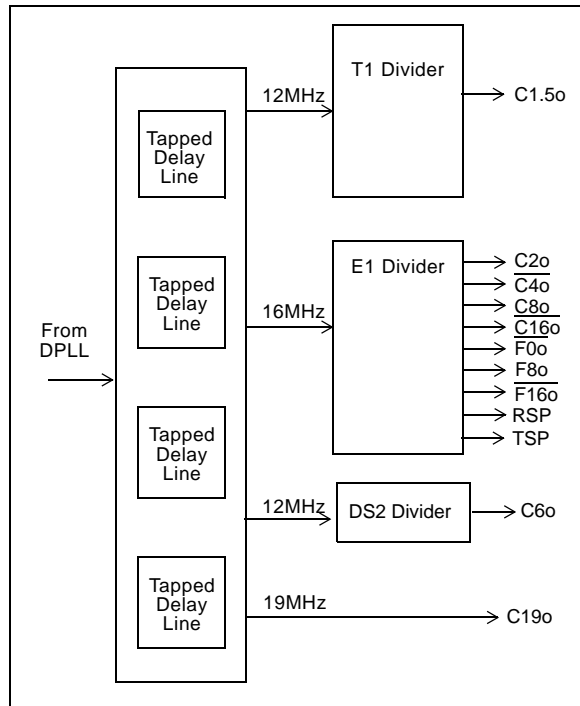 T1 Divider
12MHz
C1.5o
Tapped
Delay
Line
Tapped
Delay
Line
From
DPLL
16MHz
E1 Divider
C2o
C4o
C8o
C16o
F0o
F8o
F16o
RSP
TSP
Tapped
Delay
Line
12MHz
DS2 Divider
C6o
Tapped
Delay
Line
19MHz
C19o